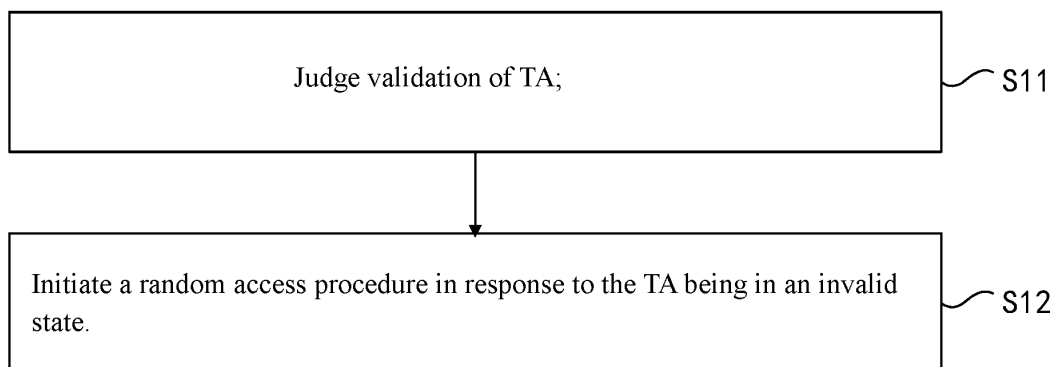 Judge validation of TA;
S11
Initiate a random access procedure in response to the TA being in an invalid
state.
S12